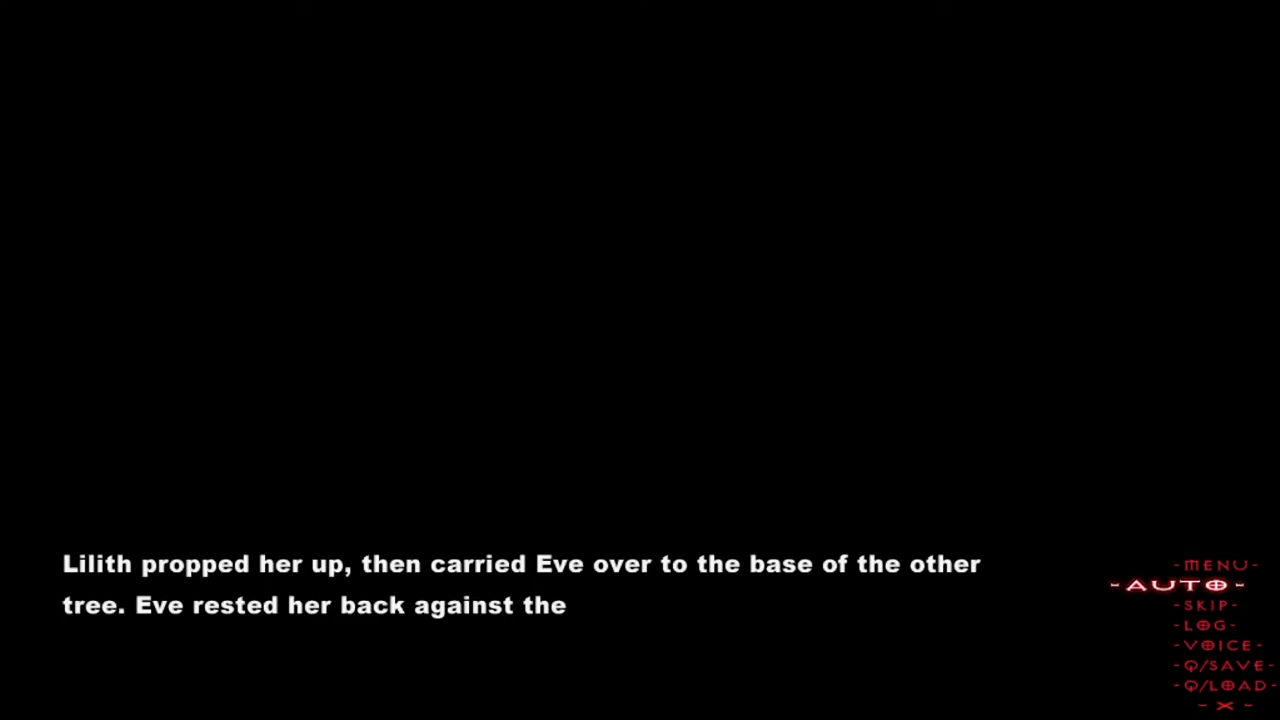 Lilith propped her up, then carried Eve over to the base of the other
tree. Eve rested her back against the
-MENU-
-AUTO-
-SKIP-
-LOG-
-VOICE-
-Q/SAVE-
-Q/LOAD-
-X-